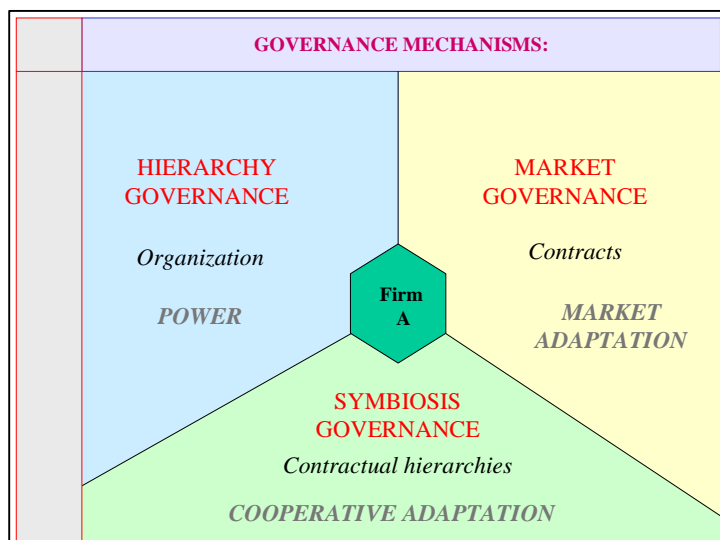 GOVERNANCE MECHANISMS:
HIERARCHY
GOVERNANCE
Organization
POWER
MARKET
GOVERNANCE
Contracts
MARKET
ADAPTATION
Firm
A
SYMBIOSIS
GOVERNANCE
Contractual hierarchies
COOPERATIVE ADAPTATION